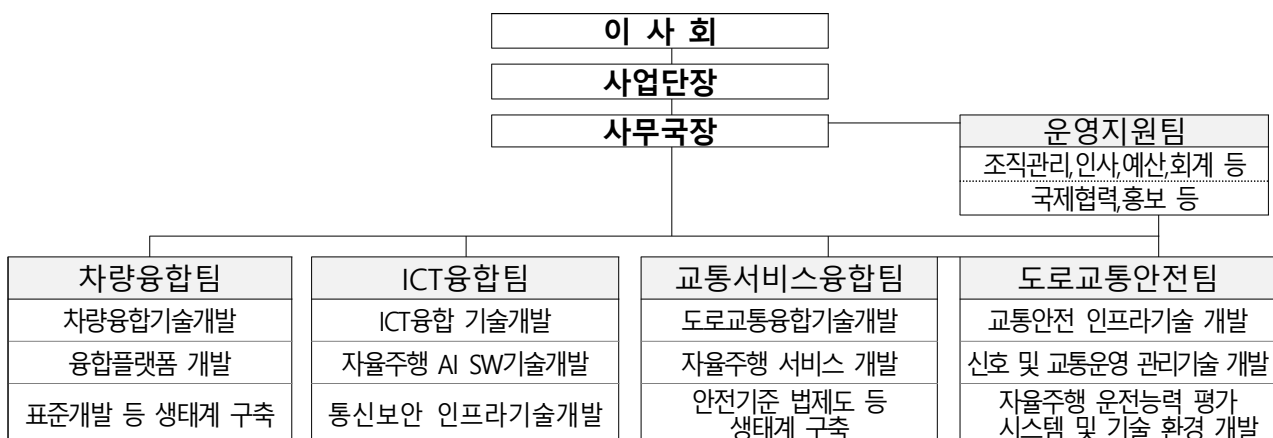 이 사 회
사업단장
사무국장
운영지원팀
조직관리,인사,예산,회계 등
국제협력,홍보 등
차량융합팀
차량융합기술개발
융합플랫폼 개발
표준개발 등 생태계 구축
ICT융합팀
ICT융합 기술개발
자율주행 AI SW기술개발
통신보안 인프라기술개발
교통서비스융합팀
도로교통융합기술개발
자율주행 서비스 개발
안전기준 법제도 등
생태계 구축
도로교통안전팀
교통안전 인프라기술 개발
신호 및 교통운영 관리기술 개발
자율주행 운전능력 평가
시스템 및 기술 환경 개발